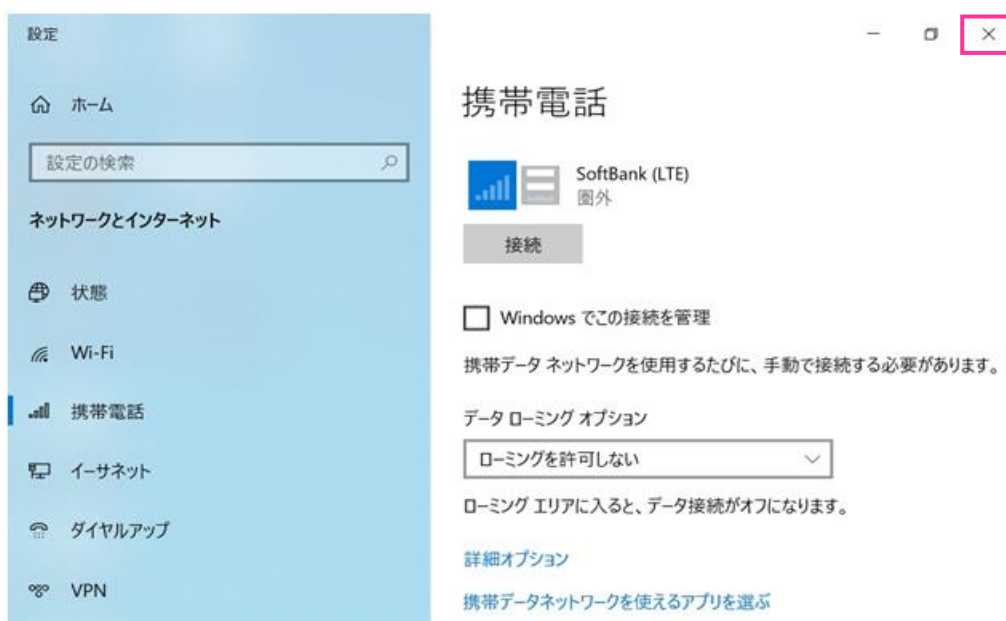 設定
ホーム
設定の検索
ネットワークとインターネット
状態
Wi-Fi
携帯電話
イーサネット
ダイヤルアップ
VPN
携帯電話
SoftBank (LTE)
圏外
接続
Windows でこの接続を管理
携帯データ ネットワークを使用するたびに、手動で接続する必要があります。
データ ローミング オプション
ローミングを許可しない
ローミング エリアに入ると、データ接続がオフになります。
詳細オプション
携帯データネットワークを使えるアプリを選ぶ